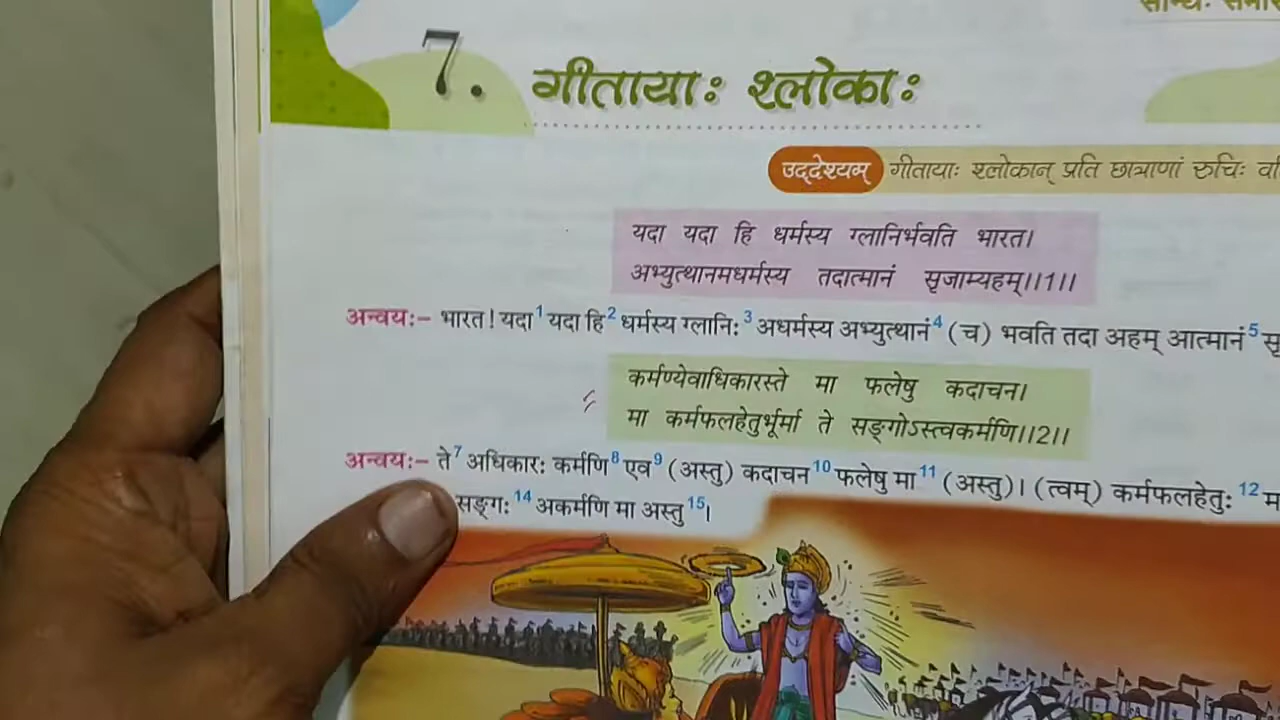 7. गीतायाः श्लोकाः
उद्देश्यम् गीतायाः श्लोकान् प्रति छात्राणां रुचिः
यदा यदा हि धर्मस्य ग्लानिर्भवति भारत।
अभ्युत्थानमधर्मस्य तदात्मानं सृजाम्यहम्।।1।।
अन्वयः– भारत! यदा1 यदा हि2 धर्मस्य ग्लानिः3 अधर्मस्य अभ्युत्थानं4 (च) भवति तदा अहम् आत्मानं5
कर्मण्येवाधिकारस्ते मा फलेषु कदाचन।
मा कर्मफलहेतुर्भूर्मा ते सङ्गोऽस्त्वकर्मणि।।2।।
अन्वयः– ते7 अधिकारः कर्मणि8 एव9 (अस्तु) कदाचन10 फलेषु मा11 (अस्तु)। (त्वम्) कर्मफलहेतुः12
सङ्गः14 अकर्मणि मा अस्तु15।